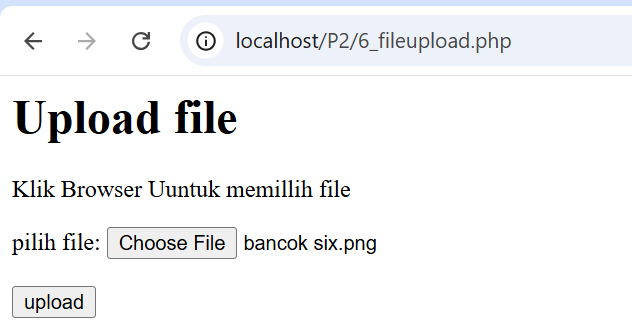 localhost/P2/6_fileupload.php
Upload file
Klik Browser Uuntuk memillih file
pilih file: Choose File bancok six.png
upload